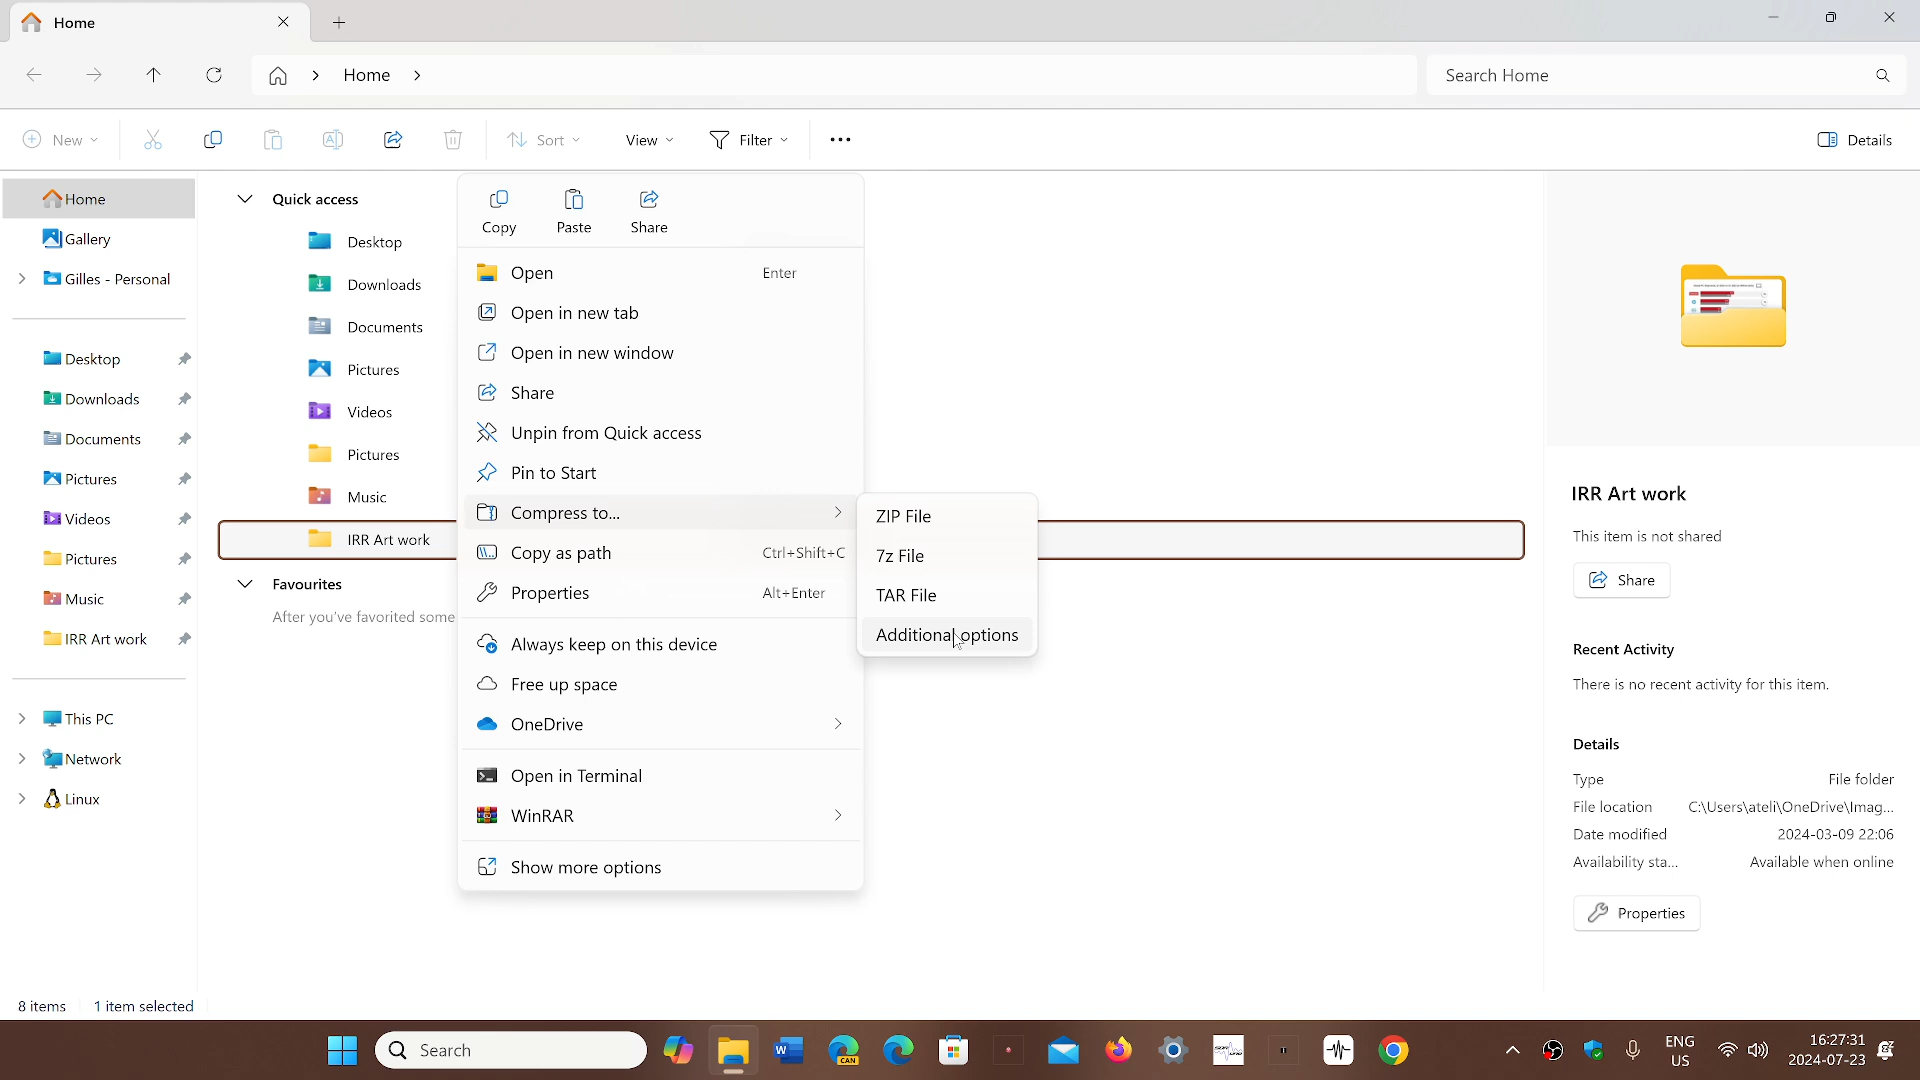 Home
Home
Search Home
New
Sort
View
Filter
Details
Home
Gallery
Gilles - Personal
Desktop
Downloads
Documents
Pictures
Videos
Pictures
Music
IRR Art work
This PC
Network
Linux
Quick access
Desktop
Downloads
Documents
Pictures
Videos
Pictures
Music
IRR Art work
Favourites
After you've favorited some
Copy
Paste
Share
Open Enter
Open in new tab
Open in new window
Share
Unpin from Quick access
Pin to Start
Compress to...
Copy as path Ctrl+Shift+C
Properties Alt+Enter
Always keep on this device
Free up space
OneDrive
Open in Terminal
WinRAR
Show more options
ZIP File
7z File
TAR File
Additional options
IRR Art work
This item is not shared
Share
Recent Activity
There is no recent activity for this item.
Details
Type File folder
File location C:\Users\ateli\OneDrive\Imag...
Date modified 2024-03-09 22:06
Availability sta... Available when online
Properties
8 items 1 item selected
Search
CAN
ENG
US
16:27:31
2024-07-23